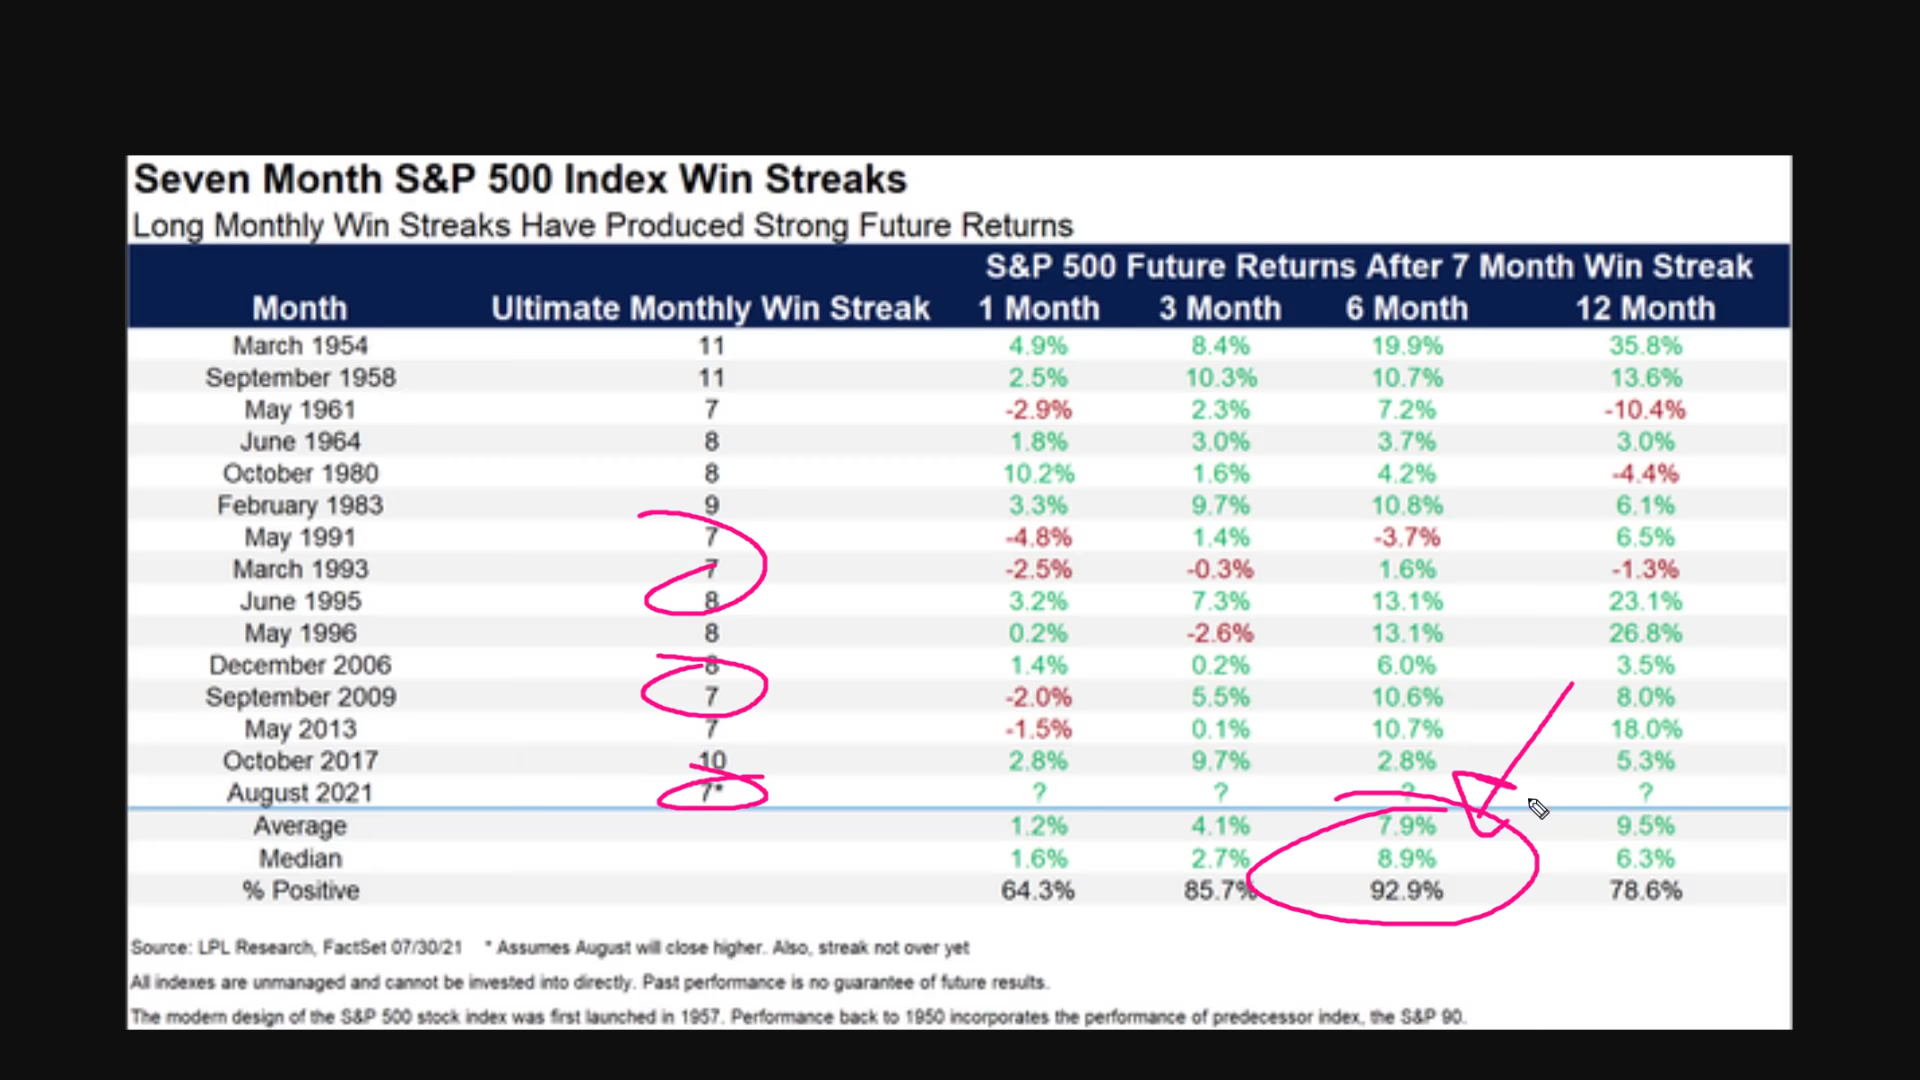 Seven Month S&P 500 Index Win Streaks
Long Monthly Win Streaks Have Produced Strong Future Returns
S&P 500 Future Returns After 7 Month Win Streak
Month Ultimate Monthly Win Streak 1 Month 3 Month 6 Month 12 Month
March 1954 11 4.9% 8.4% 19.9% 35.8%
September 1958 11 2.5% 10.3% 10.7% 13.6%
May 1961 7 -2.9% 2.3% 7.2% -10.4%
June 1964 8 1.8% 3.0% 3.7% 3.0%
October 1980 8 10.2% 1.6% 4.2% -4.4%
February 1983 9 3.3% 9.7% 10.8% 6.1%
May 1991 7 -4.8% 1.4% -3.7% 6.5%
March 1993 7 -2.5% -0.3% 1.6% -1.3%
June 1995 8 3.2% 7.3% 13.1% 23.1%
May 1996 8 0.2% -2.6% 13.1% 26.8%
December 2006 8 1.4% 0.2% 6.0% 3.5%
September 2009 7 -2.0% 5.5% 10.6% 8.0%
May 2013 7 -1.5% 0.1% 10.7% 18.0%
October 2017 10 2.8% 9.7% 2.8% 5.3%
August 2021 7* ? ? ? ?
Average 1.2% 4.1% 7.9% 9.5%
Median 1.6% 2.7% 8.9% 6.3%
% Positive 64.3% 85.7% 92.9% 78.6%
Source: LPL Research, FactSet 07/30/21 * Assumes August will close higher. Also, streak not over yet
All indexes are unmanaged and cannot be invested into directly. Past performance is no guarantee of future results.
The modern design of the S&P 500 stock index was first launched in 1957. Performance back to 1950 incorporates the performance of predecessor index, the S&P 90.